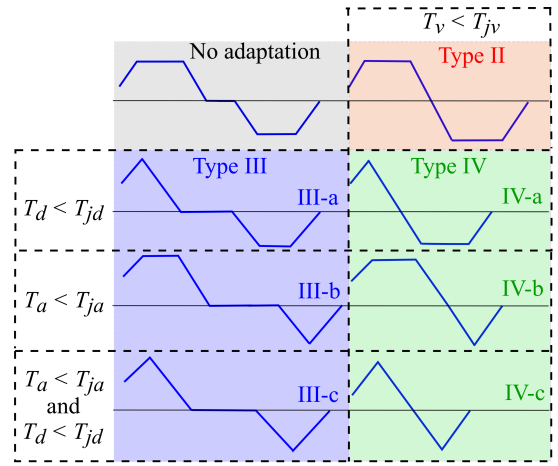 T_v < T_jv
No adaptation
Type II
Type III
Type IV
T_d < T_jd
III-a
IV-a
T_a < T_ja
III-b
IV-b
T_a < T_ja
and
T_d < T_jd
III-c
IV-c